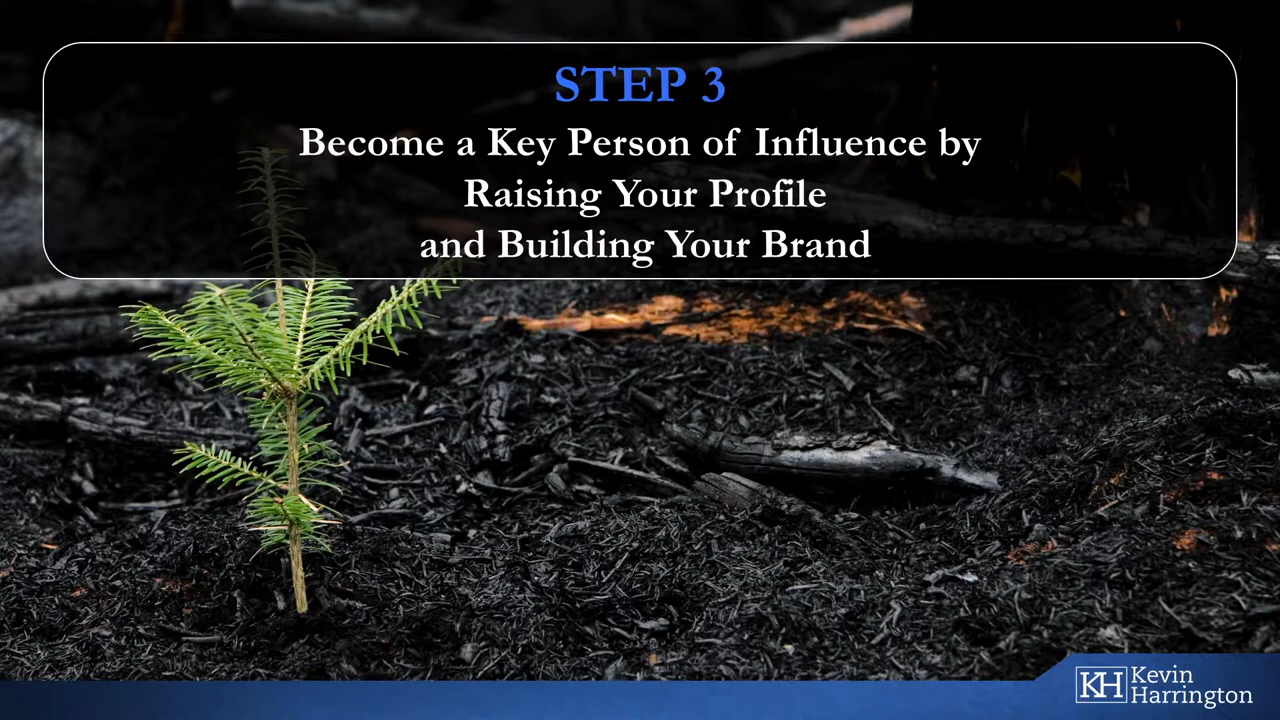 STEP 3
Become a Key Person of Influence by
Raising Your Profile
and Building Your Brand
KH
Kevin
Harrington